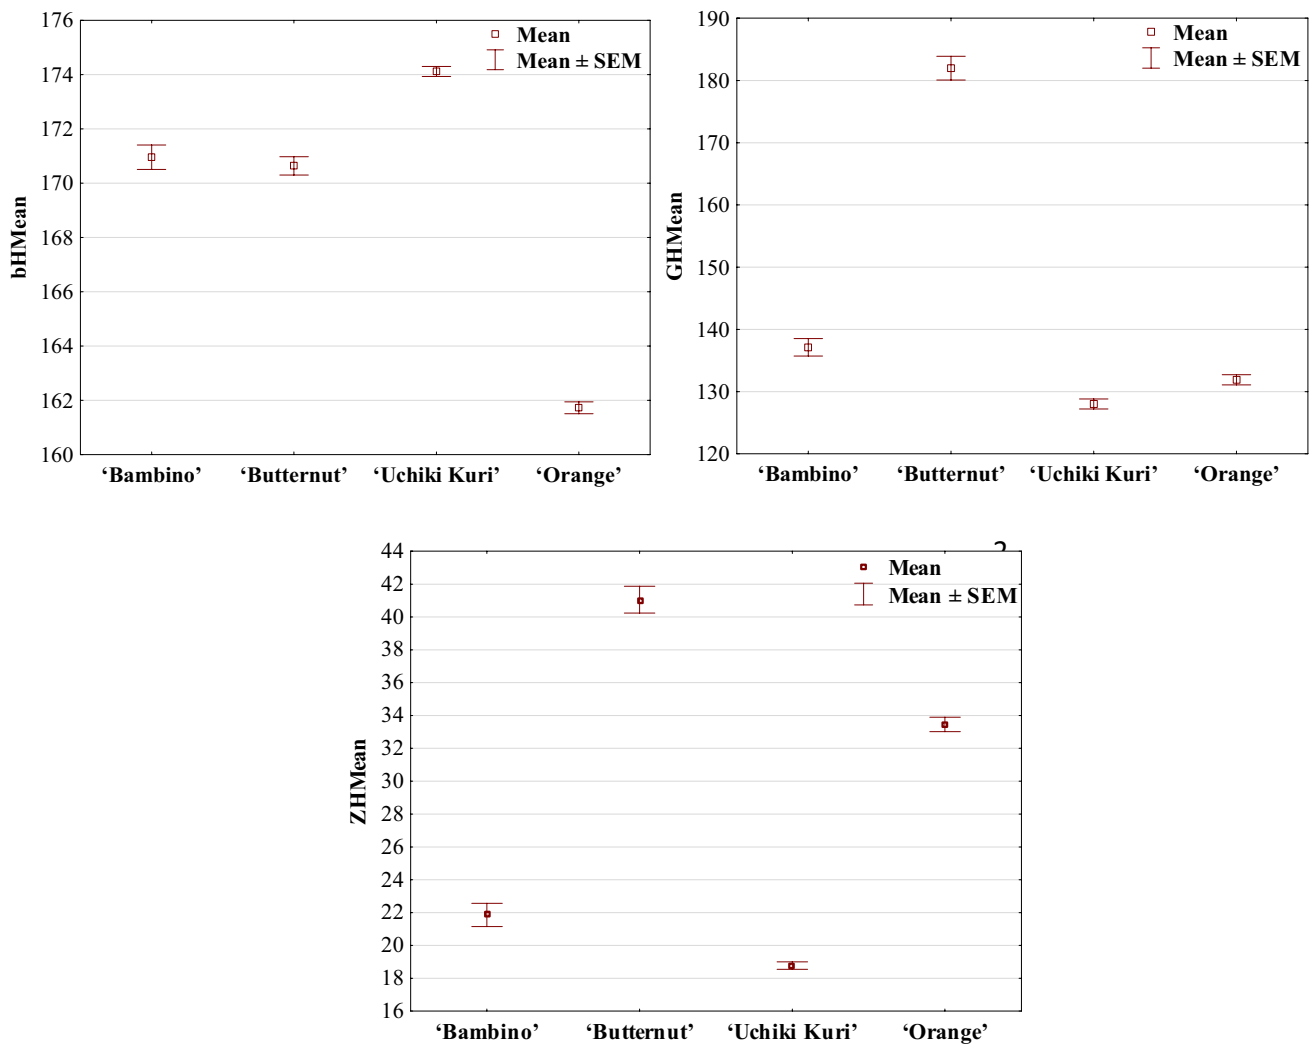 176
174
172
170
168
166
164
162
160
bHMean
Mean
Mean ± SEM
‘Bambino’ ‘Butternut’ ‘Uchiki Kuri’ ‘Orange’
190
180
170
160
150
140
130
120
GHMean
Mean
Mean ± SEM
‘Bambino’ ‘Butternut’ ‘Uchiki Kuri’ ‘Orange’
44
42
40
38
36
34
32
30
28
26
24
22
20
18
16
ZHMean
Mean
Mean ± SEM
‘Bambino’ ‘Butternut’ ‘Uchiki Kuri’ ‘Orange’